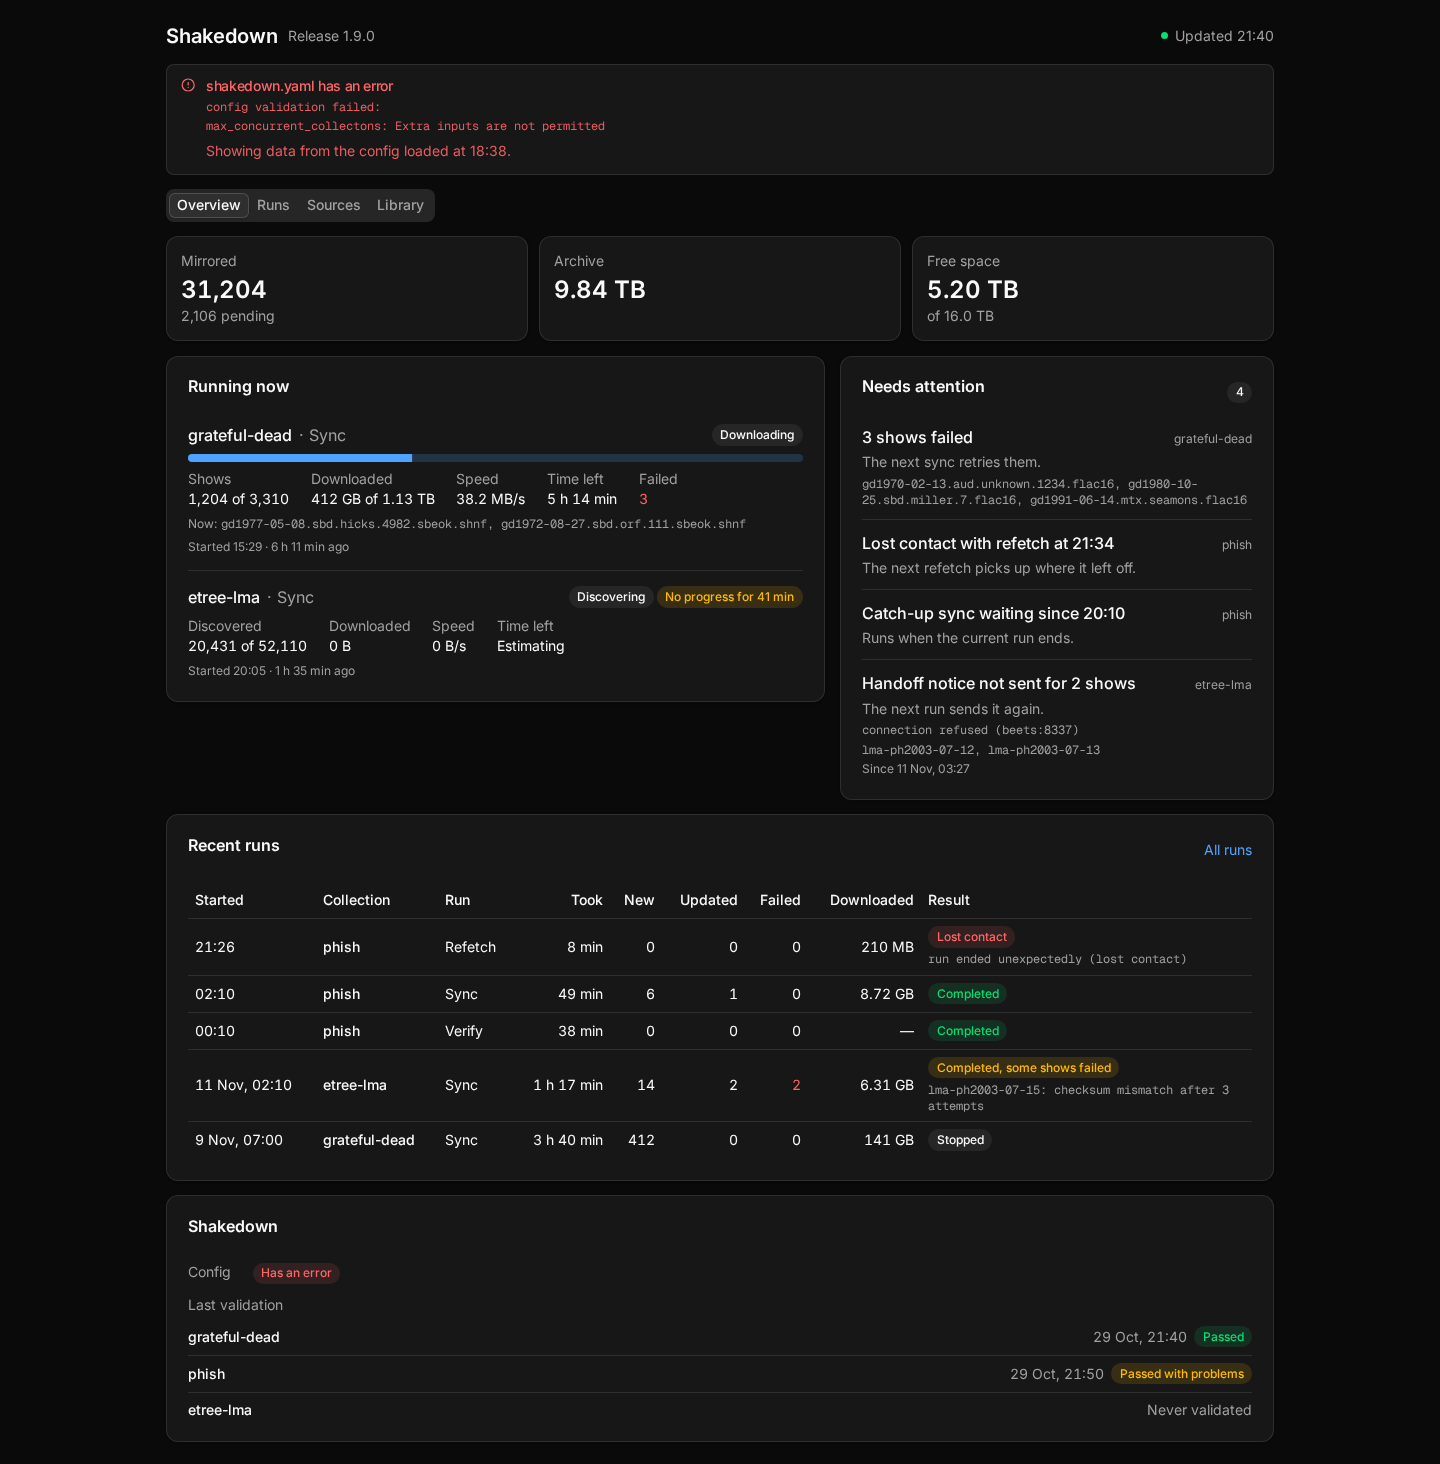 Shakedown Release 1.9.0
Updated 21:40
shakedown.yaml has an error
config validation failed:
max_concurrent_collectons: Extra inputs are not permitted
Showing data from the config loaded at 18:38.
Overview Runs Sources Library
Mirrored
31,204
2,106 pending
Archive
9.84 TB
Free space
5.20 TB
of 16.0 TB
Running now
grateful-dead · Sync
Downloading
Shows Downloaded Speed Time left Failed
1,204 of 3,310 412 GB of 1.13 TB 38.2 MB/s 5 h 14 min 3
Now: gd1977-05-08.sbd.hicks.4982.sbeok.shnf, gd1972-08-27.sbd.orf.111.sbeok.shnf
Started 15:29 · 6 h 11 min ago
etree-lma · Sync
Discovering No progress for 41 min
Discovered Downloaded Speed Time left
20,431 of 52,110 0 B 0 B/s Estimating
Started 20:05 · 1 h 35 min ago
Needs attention
4
3 shows failed grateful-dead
The next sync retries them.
gd1970-02-13.aud.unknown.1234.flac16, gd1980-10-
25.sbd.miller.7.flac16, gd1991-06-14.mtx.seamons.flac16
Lost contact with refetch at 21:34 phish
The next refetch picks up where it left off.
Catch-up sync waiting since 20:10 phish
Runs when the current run ends.
Handoff notice not sent for 2 shows etree-lma
The next run sends it again.
connection refused (beets:8337)
lma-ph2003-07-12, lma-ph2003-07-13
Since 11 Nov, 03:27
Recent runs
All runs
Started Collection Run Took New Updated Failed Downloaded Result
21:26 phish Refetch 8 min 0 0 0 210 MB Lost contact
run ended unexpectedly (lost contact)
02:10 phish Sync 49 min 6 1 0 8.72 GB Completed
00:10 phish Verify 38 min 0 0 0 — Completed
11 Nov, 02:10 etree-lma Sync 1 h 17 min 14 2 2 6.31 GB Completed, some shows failed
lma-ph2003-07-15: checksum mismatch after 3
attempts
9 Nov, 07:00 grateful-dead Sync 3 h 40 min 412 0 0 141 GB Stopped
Shakedown
Config Has an error
Last validation
grateful-dead 29 Oct, 21:40 Passed
phish 29 Oct, 21:50 Passed with problems
etree-lma Never validated